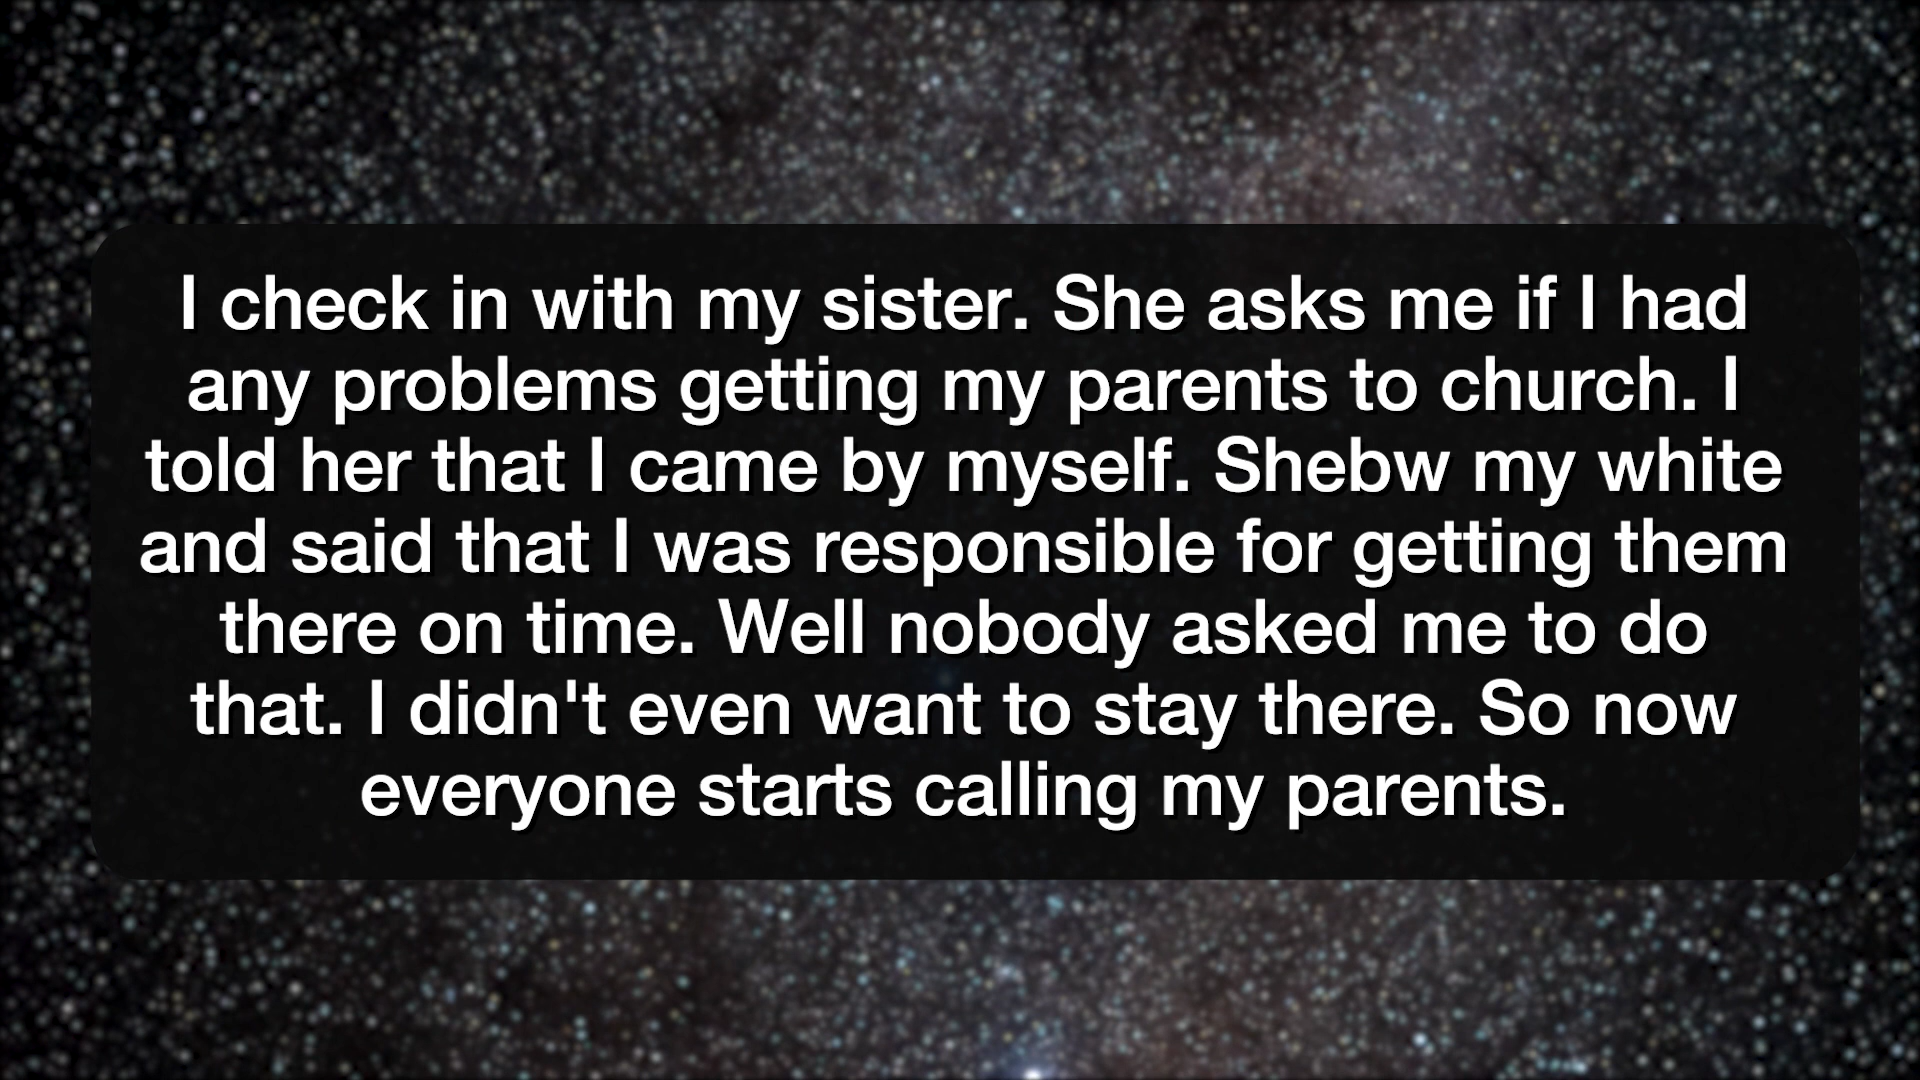 I check in with my sister. She asks me if I had
any problems getting my parents to church. I
told her that I came by myself. Shebw my white
and said that I was responsible for getting them
there on time. Well nobody asked me to do
that. I didn't even want to stay there. So now
everyone starts calling my parents.